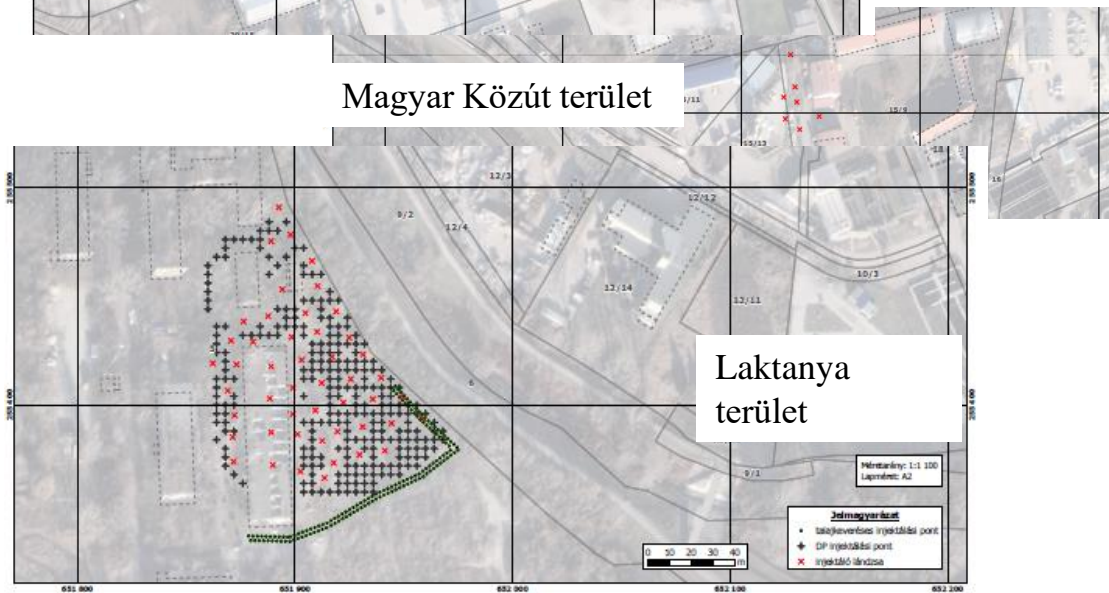 Magyar Közút terület
15/9
15/13
16
12/3
12/12
9/2
12/4
10/3
12/14
12/11
Laktanya
terület
6
9/1
Méretarány: 1:1 100
Lapméret: A2
Jelmagyarázat
talajkeveréses injektálási pont
DP injektálási pont
injektáló lándzsa
0 10 20 30 40
m
255 500
255 400
651 800
651 900
652 000
652 100
652 200